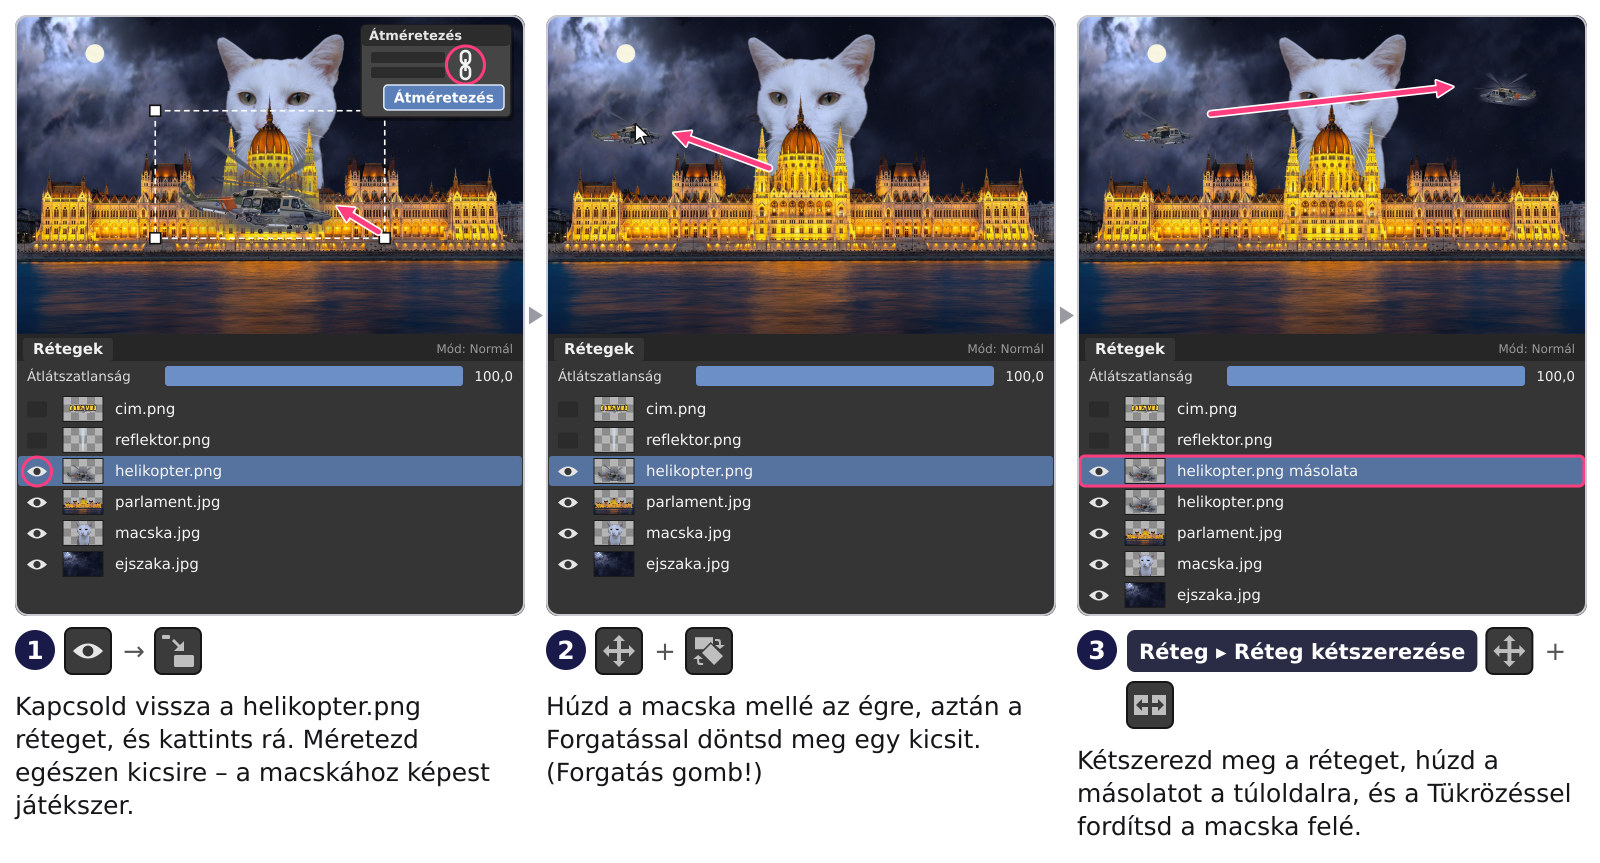 Átméretezés
Átméretezés
Rétegek
Mód: Normál
Átlátszatlanság
100,0
cim.png
reflektor.png
helikopter.png
parlament.jpg
macska.jpg
ejszaka.jpg
1 →
Kapcsold vissza a helikopter.png
réteget, és kattints rá. Méretezd
egészen kicsire – a macskához képest
játékszer.
Rétegek
Mód: Normál
Átlátszatlanság
100,0
cim.png
reflektor.png
helikopter.png
parlament.jpg
macska.jpg
ejszaka.jpg
2 +
Húzd a macska mellé az égre, aztán a
Forgatással döntsd meg egy kicsit.
(Forgatás gomb!)
Rétegek
Mód: Normál
Átlátszatlanság
100,0
cim.png
reflektor.png
helikopter.png másolata
helikopter.png
parlament.jpg
macska.jpg
ejszaka.jpg
3 Réteg ▸ Réteg kétszerezése +
Kétszerezd meg a réteget, húzd a
másolatot a túloldalra, és a Tükrözéssel
fordítsd a macska felé.